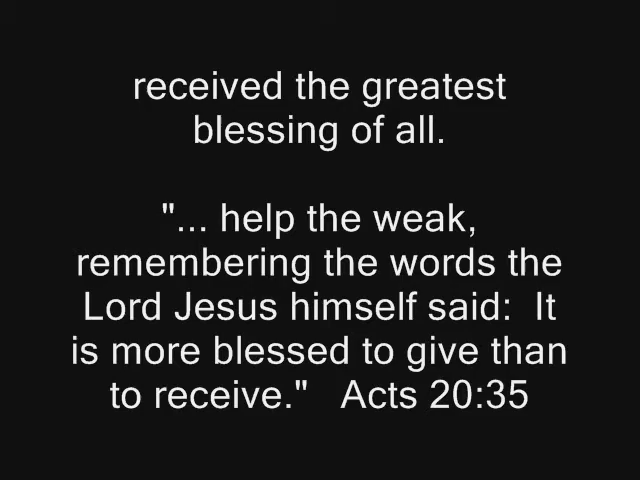 received the greatest
blessing of all.
"... help the weak,
remembering the words the
Lord Jesus himself said:  It
is more blessed to give than
to receive."   Acts 20:35